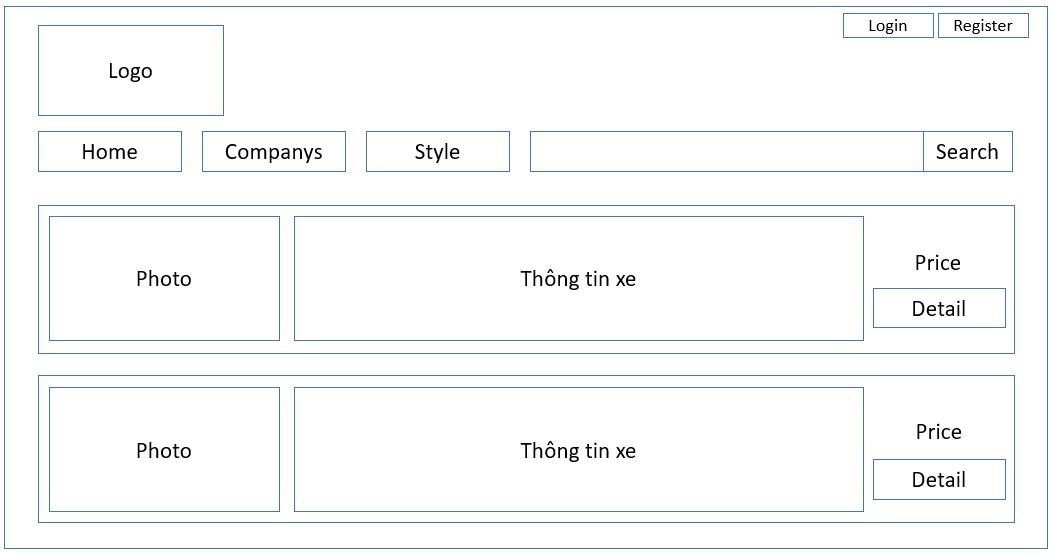 Login
Register
Logo
Home
Companys
Style
Search
Photo
Thông tin xe
Price
Detail
Photo
Thông tin xe
Price
Detail